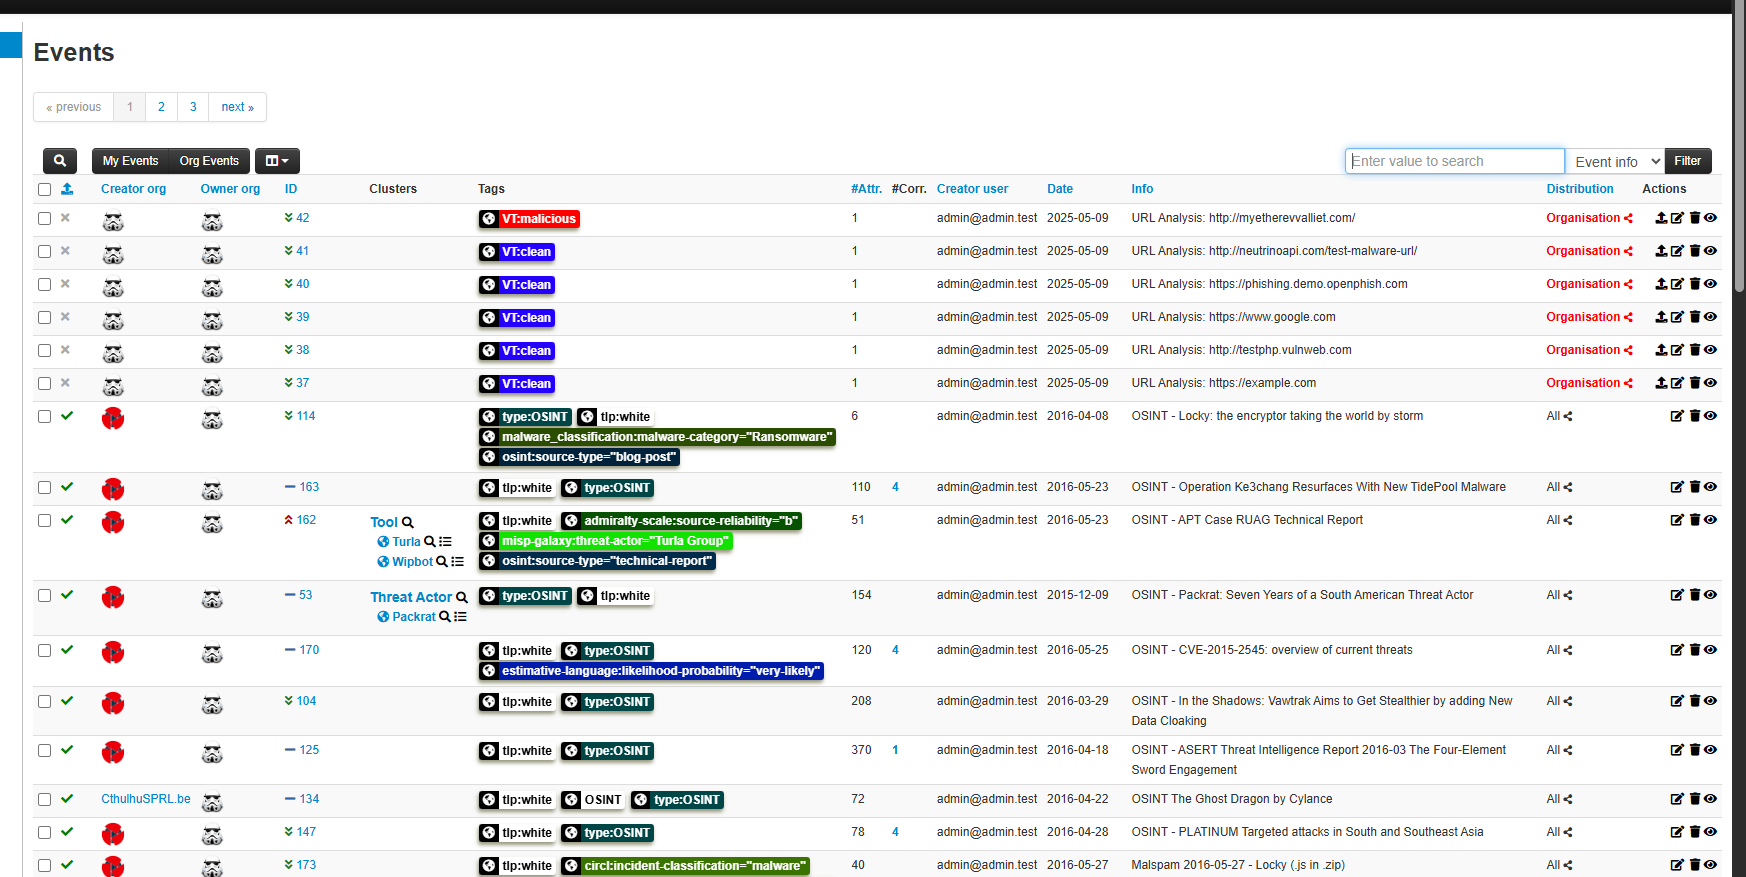 Events
« previous 1 2 3 next »
My Events Org Events Enter value to search Event info Filter
Creator org Owner org ID Clusters Tags #Attr. #Corr. Creator user Date Info Distribution Actions
42 VT:malicious 1 admin@admin.test 2025-05-09 URL Analysis: http://myetherevvalliet.com/ Organisation
41 VT:clean 1 admin@admin.test 2025-05-09 URL Analysis: http://neutrinoapi.com/test-malware-url/ Organisation
40 VT:clean 1 admin@admin.test 2025-05-09 URL Analysis: https://phishing.demo.openphish.com Organisation
39 VT:clean 1 admin@admin.test 2025-05-09 URL Analysis: https://www.google.com Organisation
38 VT:clean 1 admin@admin.test 2025-05-09 URL Analysis: http://testphp.vulnweb.com Organisation
37 VT:clean 1 admin@admin.test 2025-05-09 URL Analysis: https://example.com Organisation
114 type:OSINT tlp:white 6 admin@admin.test 2016-04-08 OSINT - Locky: the encryptor taking the world by storm All
malware_classification:malware-category="Ransomware"
osint:source-type="blog-post"
163 tlp:white type:OSINT 110 4 admin@admin.test 2016-05-23 OSINT - Operation Ke3chang Resurfaces With New TidePool Malware All
162 Tool tlp:white admiralty-scale:source-reliability="b" 51 admin@admin.test 2016-05-23 OSINT - APT Case RUAG Technical Report All
Turla misp-galaxy:threat-actor="Turla Group"
Wipbot osint:source-type="technical-report"
53 Threat Actor type:OSINT tlp:white 154 admin@admin.test 2015-12-09 OSINT - Packrat: Seven Years of a South American Threat Actor All
Packrat
170 tlp:white type:OSINT 120 4 admin@admin.test 2016-05-25 OSINT - CVE-2015-2545: overview of current threats All
estimative-language:likelihood-probability="very-likely"
104 tlp:white type:OSINT 208 admin@admin.test 2016-03-29 OSINT - In the Shadows: Vawtrak Aims to Get Stealthier by adding New All
Data Cloaking
125 tlp:white type:OSINT 370 1 admin@admin.test 2016-04-18 OSINT - ASERT Threat Intelligence Report 2016-03 The Four-Element All
Sword Engagement
CthulhuSPRL.be 134 tlp:white OSINT type:OSINT 72 admin@admin.test 2016-04-22 OSINT The Ghost Dragon by Cylance All
147 tlp:white type:OSINT 78 4 admin@admin.test 2016-04-28 OSINT - PLATINUM Targeted attacks in South and Southeast Asia All
173 tlp:white circl:incident-classification="malware" 40 admin@admin.test 2016-05-27 Malspam 2016-05-27 - Locky (.js in .zip) All